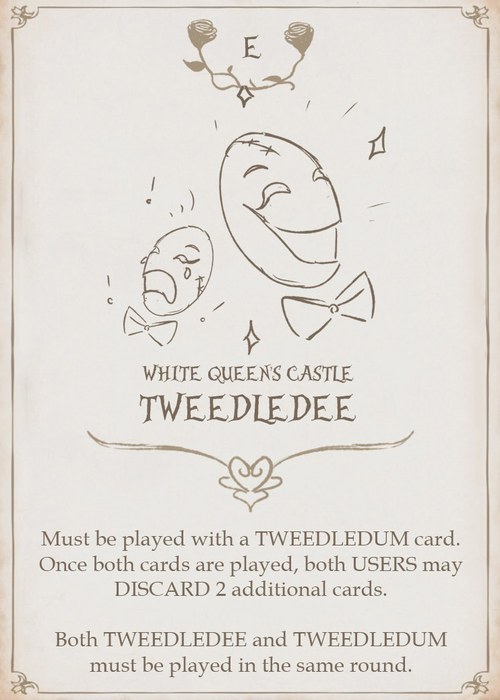 E
WHITE QUEEN'S CASTLE
TWEEDLEDEE
Must be played with a TWEEDLEDUM card.
Once both cards are played, both USERS may
DISCARD 2 additional cards.
Both TWEEDLEDEE and TWEEDLEDUM
must be played in the same round.